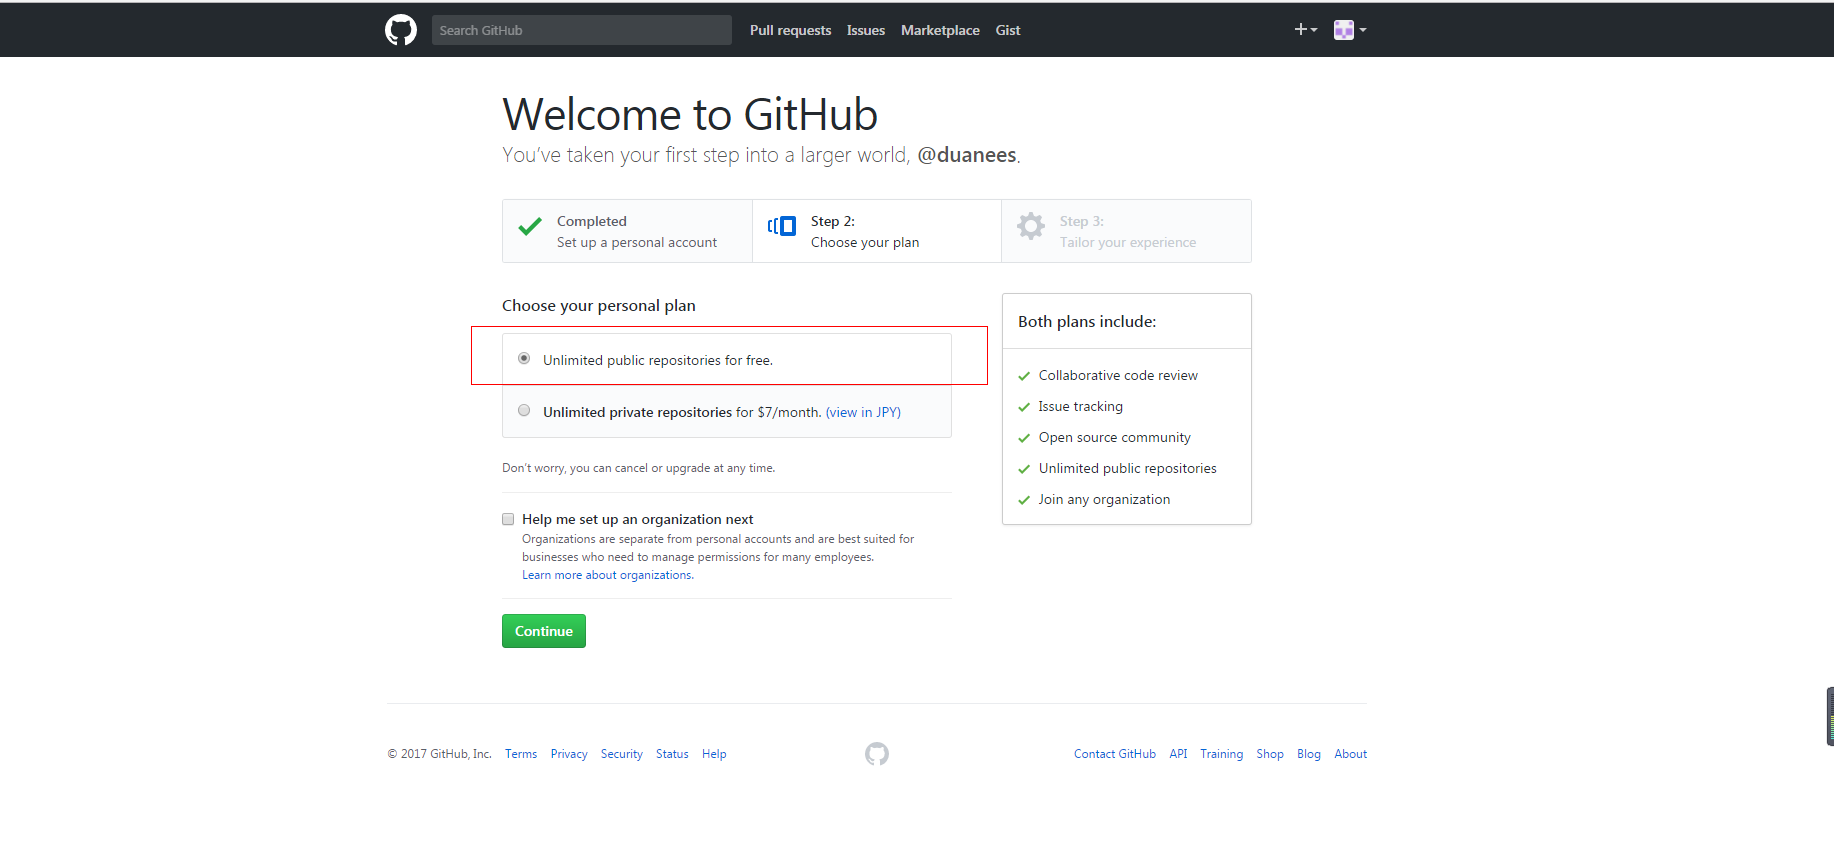 Search GitHub Pull requests Issues Marketplace Gist
Welcome to GitHub
You've taken your first step into a larger world, @duanees.
Completed
Set up a personal account
Step 2:
Choose your plan
Step 3:
Tailor your experience
Choose your personal plan
Unlimited public repositories for free.
Unlimited private repositories for $7/month. (view in JPY)
Don't worry, you can cancel or upgrade at any time.
Help me set up an organization next
Organizations are separate from personal accounts and are best suited for
businesses who need to manage permissions for many employees.
Learn more about organizations.
Continue
Both plans include:
Collaborative code review
Issue tracking
Open source community
Unlimited public repositories
Join any organization
© 2017 GitHub, Inc. Terms Privacy Security Status Help Contact GitHub API Training Shop Blog About